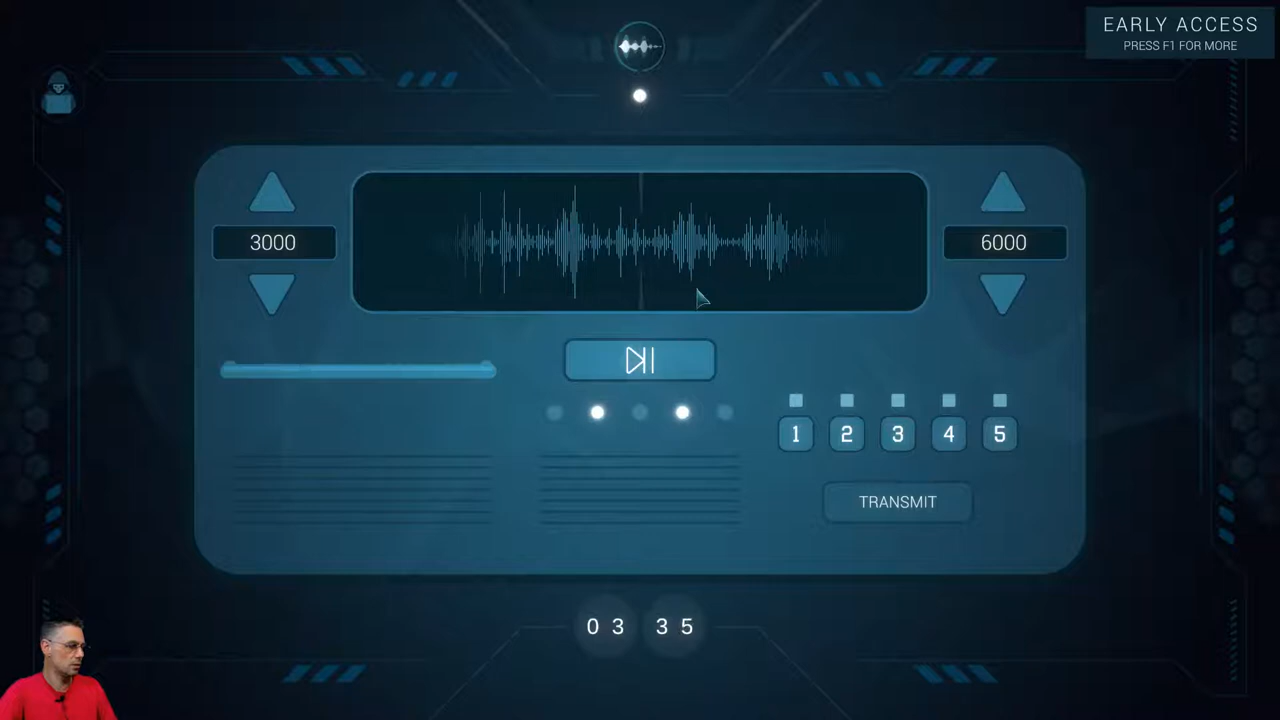 EARLY ACCESS
PRESS F1 FOR MORE
3000
6000
1 2 3 4 5
TRANSMIT
03 35